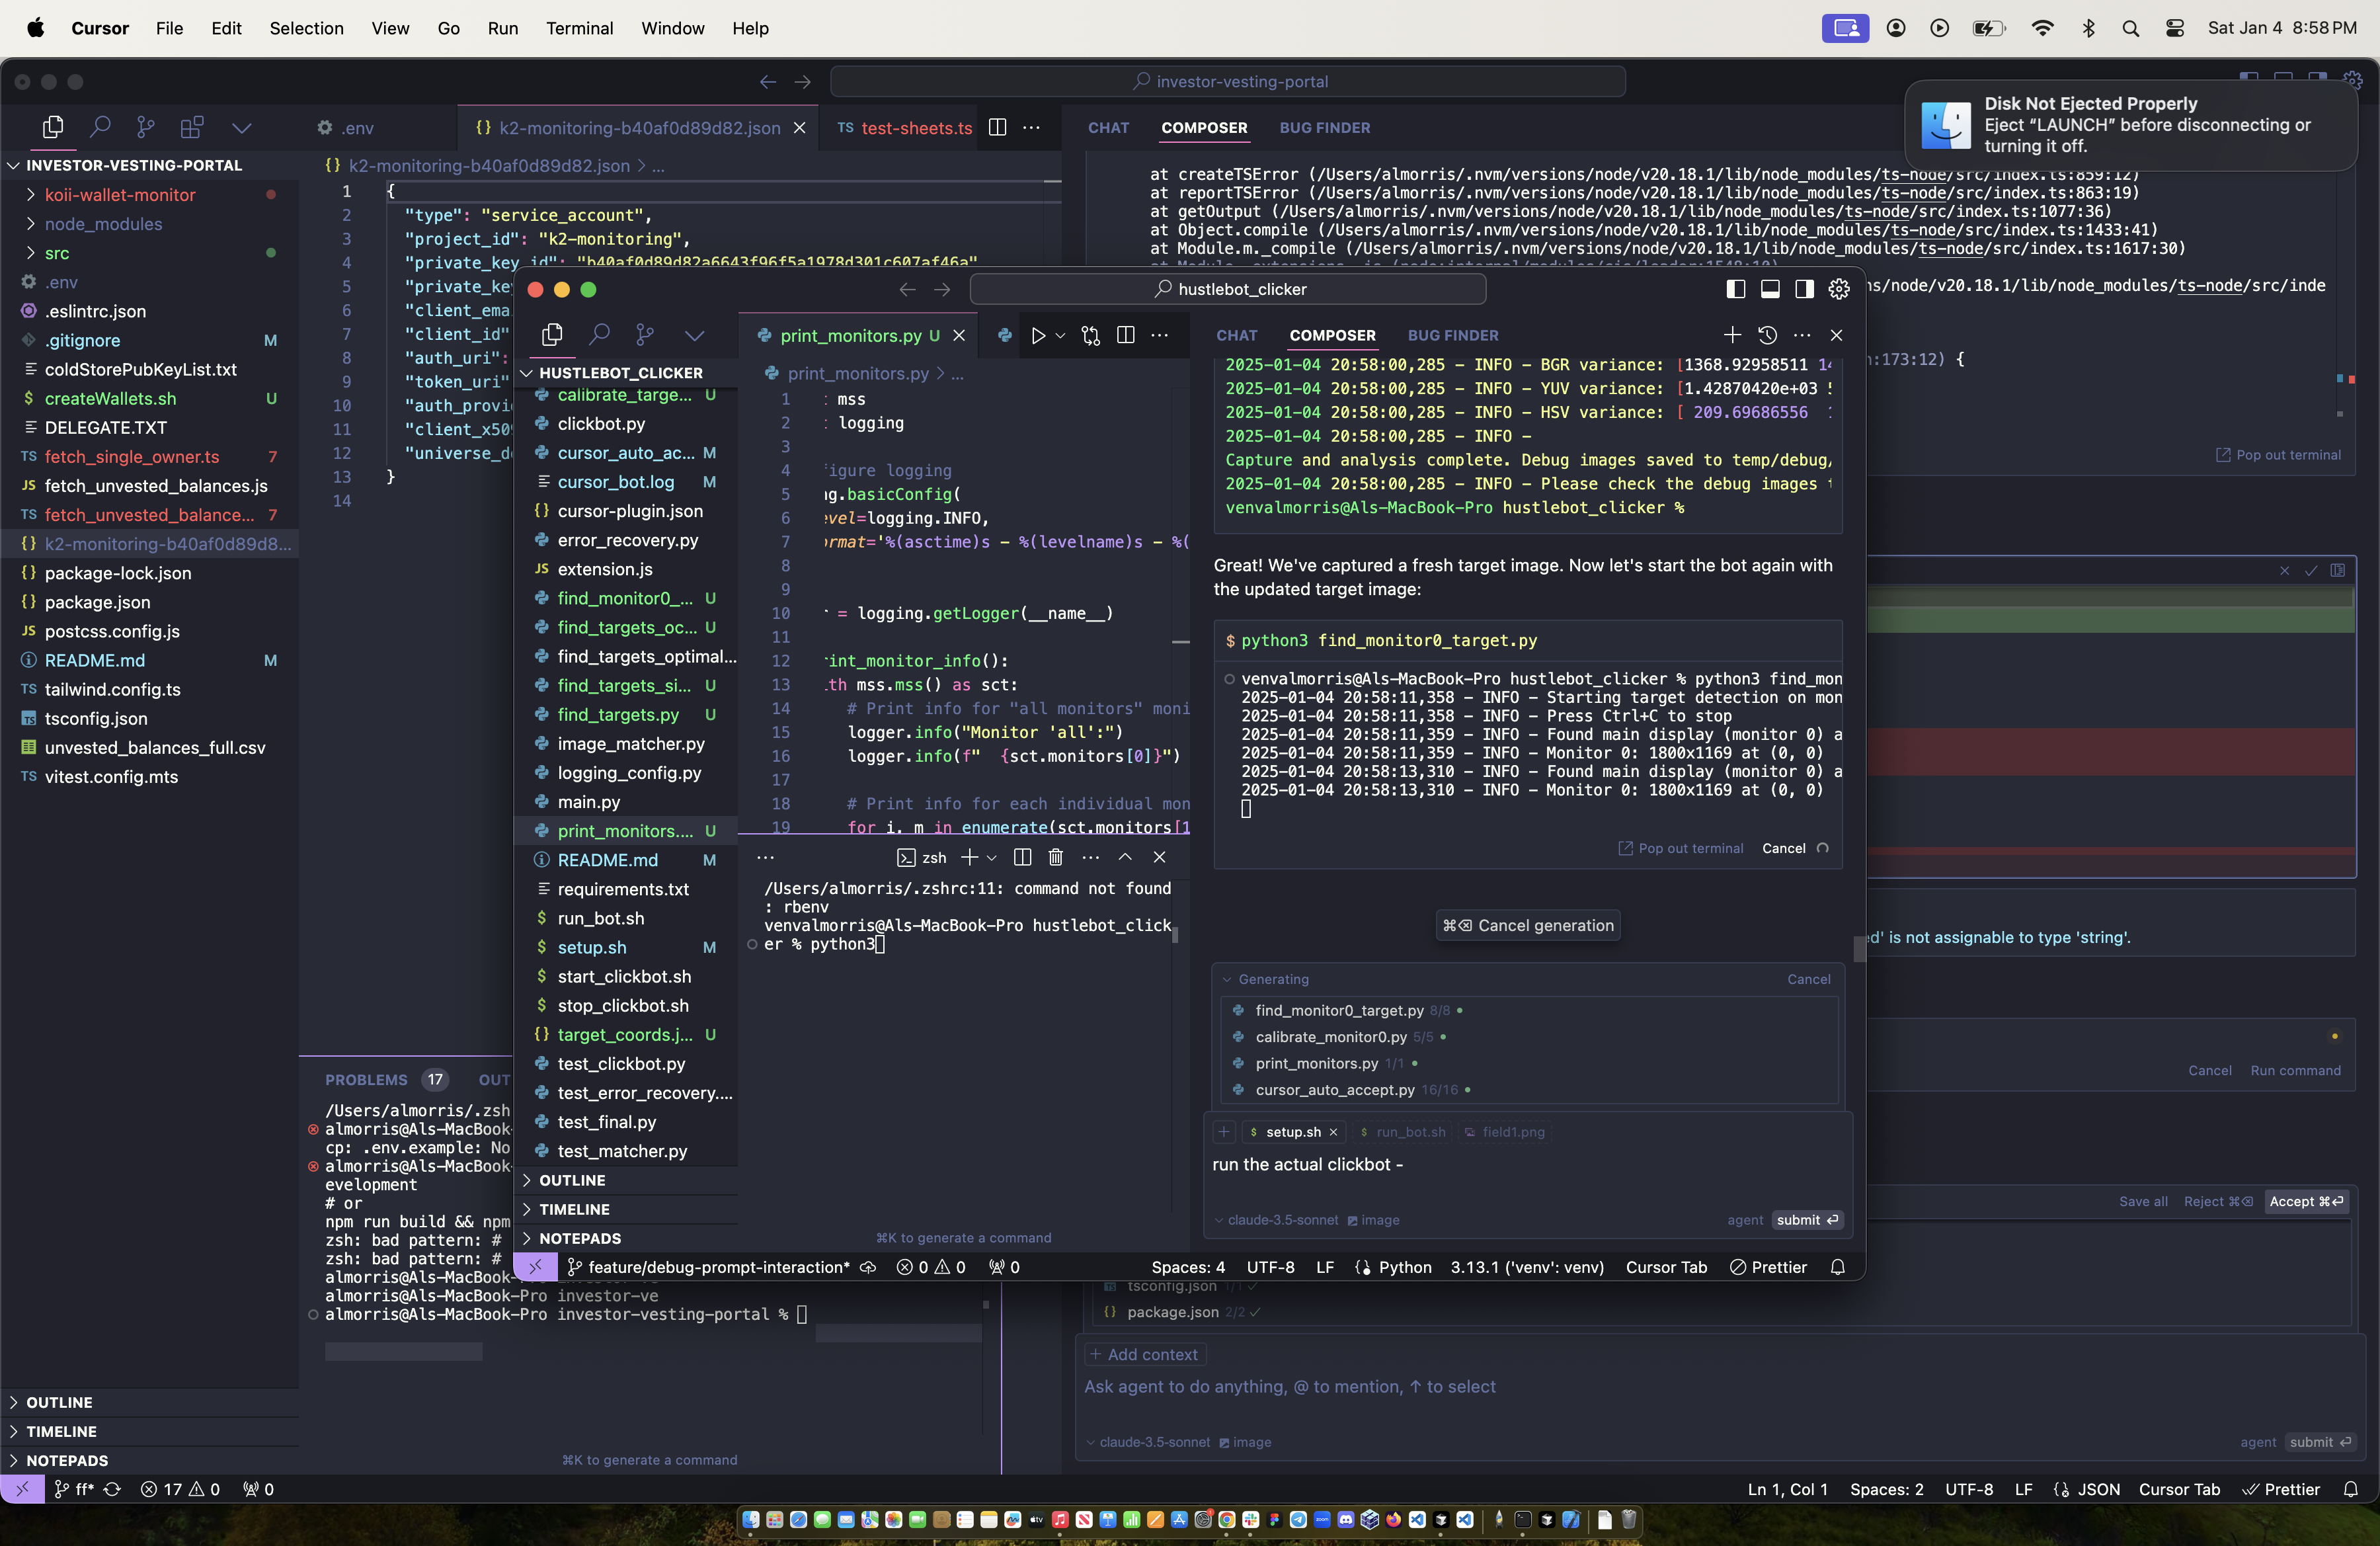 Cursor File Edit Selection View Go Run Terminal Window Help
Sat Jan 4 8:58 PM
investor-vesting-portal
Disk Not Ejected Properly
Eject “LAUNCH” before disconnecting or
turning it off.
.env
k2-monitoring-b40af0d89d82.json
TS test-sheets.ts
CHAT COMPOSER BUG FINDER
INVESTOR-VESTING-PORTAL
koii-wallet-monitor
node_modules
src
.env
.eslintrc.json
.gitignore M
coldStorePubKeyList.txt
createWallets.sh U
DELEGATE.TXT
TS fetch_single_owner.ts 7
JS fetch_unvested_balances.js
TS fetch_unvested_balance... 7
k2-monitoring-b40af0d89d8...
package-lock.json
package.json
JS postcss.config.js
README.md M
TS tailwind.config.ts
tsconfig.json
unvested_balances_full.csv
TS vitest.config.mts
OUTLINE
TIMELINE
NOTEPADS
{} k2-monitoring-b40af0d89d82.json > ...
1 {
2 "type": "service_account",
3 "project_id": "k2-monitoring",
4 "private_key_id": "b40af0d89d82a6643f96f5a1978d301c607af46a"
5 "private_key
6 "client_emai
7 "client_id"
8 "auth_uri":
9 "token_uri"
10 "auth_provi
11 "client_x509
12 "universe_do
13 }
14
at createTSError (/Users/almorris/.nvm/versions/node/v20.18.1/lib/node_modules/ts-node/src/index.ts:859:12)
at reportTSError (/Users/almorris/.nvm/versions/node/v20.18.1/lib/node_modules/ts-node/src/index.ts:863:19)
at getOutput (/Users/almorris/.nvm/versions/node/v20.18.1/lib/node_modules/ts-node/src/index.ts:1077:36)
at Object.compile (/Users/almorris/.nvm/versions/node/v20.18.1/lib/node_modules/ts-node/src/index.ts:1433:41)
at Module.m._compile (/Users/almorris/.nvm/versions/node/v20.18.1/lib/node_modules/ts-node/src/index.ts:1617:30)
ns/node/v20.18.1/lib/node_modules/ts-node/src/inde
n:173:12) {
Pop out terminal
ed' is not assignable to type 'string'.
Cancel Run command
Save all Reject ⌘⌫ Accept ⌘⏎
tsconfig.json 1/1
package.json 2/2
+ Add context
Ask agent to do anything, @ to mention, ↑ to select
claude-3.5-sonnet image
agent submit ⏎
PROBLEMS 17 OUT
/Users/almorris/.zsh
almorris@Als-MacBook-
cp: .env.example: No
almorris@Als-MacBook-
evelopment
# or
npm run build && npm
zsh: bad pattern: #
zsh: bad pattern: #
almorris@Als-MacBook-Pro investor-ve
almorris@Als-MacBook-Pro investor-ve
almorris@Als-MacBook-Pro investor-vesting-portal %
⌘K to generate a command
ff* 17 0 0
Ln 1, Col 1 Spaces: 2 UTF-8 LF {} JSON Cursor Tab Prettier
hustlebot_clicker
HUSTLEBOT_CLICKER
calibrate_targe... U
clickbot.py
cursor_auto_ac... M
cursor_bot.log M
cursor-plugin.json
error_recovery.py
JS extension.js
find_monitor0_... U
find_targets_oc... U
find_targets_optimal...
find_targets_si... U
find_targets.py U
image_matcher.py
logging_config.py
main.py
print_monitors.... U
README.md M
requirements.txt
run_bot.sh
setup.sh M
start_clickbot.sh
stop_clickbot.sh
target_coords.j... U
test_clickbot.py
test_error_recovery....
test_final.py
test_matcher.py
OUTLINE
TIMELINE
NOTEPADS
print_monitors.py U
print_monitors.py > ...
1 : mss
2 : logging
3
4 figure logging
5 ng.basicConfig(
6 evel=logging.INFO,
7 ormat='%(asctime)s - %(levelname)s - %(
8
9
10 r = logging.getLogger(__name__)
11
12 rint_monitor_info():
13 ith mss.mss() as sct:
14 # Print info for "all monitors" moni
15 logger.info("Monitor 'all':")
16 logger.info(f" {sct.monitors[0]}")
17
18 # Print info for each individual mon
19 for i, m in enumerate(sct.monitors[1
zsh
/Users/almorris/.zshrc:11: command not found
: rbenv
venvalmorris@Als-MacBook-Pro hustlebot_click
er % python3
⌘K to generate a command
CHAT COMPOSER BUG FINDER
2025-01-04 20:58:00,285 - INFO - BGR variance: [1368.92958511 14
2025-01-04 20:58:00,285 - INFO - YUV variance: [1.42870420e+03 5
2025-01-04 20:58:00,285 - INFO - HSV variance: [ 209.69686556 1
2025-01-04 20:58:00,285 - INFO -
Capture and analysis complete. Debug images saved to temp/debug/
2025-01-04 20:58:00,285 - INFO - Please check the debug images t
venvalmorris@Als-MacBook-Pro hustlebot_clicker %
Great! We've captured a fresh target image. Now let's start the bot again with
the updated target image:
$ python3 find_monitor0_target.py
venvalmorris@Als-MacBook-Pro hustlebot_clicker % python3 find_mon
2025-01-04 20:58:11,358 - INFO - Starting target detection on mon
2025-01-04 20:58:11,358 - INFO - Press Ctrl+C to stop
2025-01-04 20:58:11,359 - INFO - Found main display (monitor 0) a
2025-01-04 20:58:11,359 - INFO - Monitor 0: 1800x1169 at (0, 0)
2025-01-04 20:58:13,310 - INFO - Found main display (monitor 0) a
2025-01-04 20:58:13,310 - INFO - Monitor 0: 1800x1169 at (0, 0)
Pop out terminal Cancel
⌘⌫ Cancel generation
Generating Cancel
find_monitor0_target.py 8/8
calibrate_monitor0.py 5/5
print_monitors.py 1/1
cursor_auto_accept.py 16/16
+ $ setup.sh × $ run_bot.sh field1.png
run the actual clickbot -
claude-3.5-sonnet image
agent submit ⏎
feature/debug-prompt-interaction* 0 0 0
Spaces: 4 UTF-8 LF Python 3.13.1 ('venv': venv) Cursor Tab Prettier